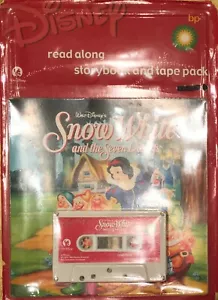 DISNEY
bp
read along
storybook and tape pack
Walt Disney's
Snow White
and the Seven Dwarfs
Snow White